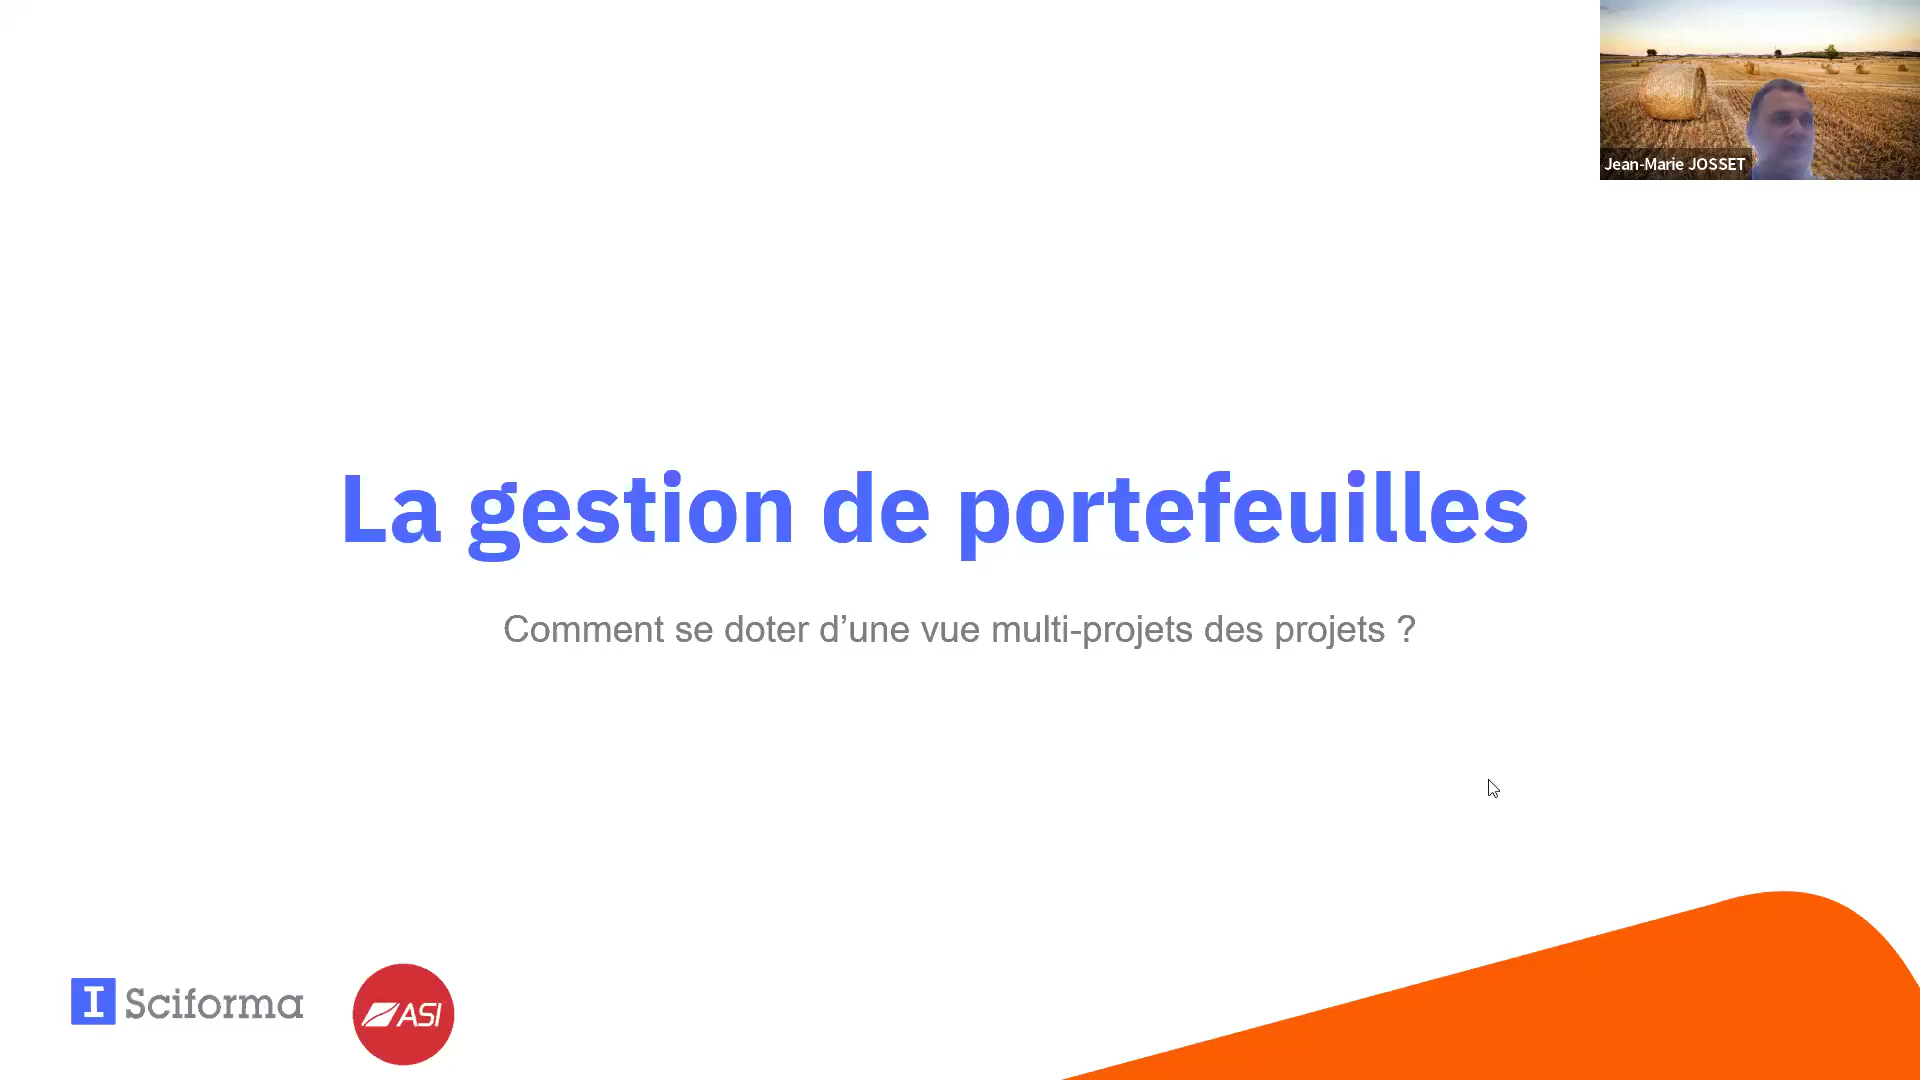 Jean-Marie JOSSET
La gestion de portefeuilles
Comment se doter d’une vue multi-projets des projets ?
I Sciforma
ASI